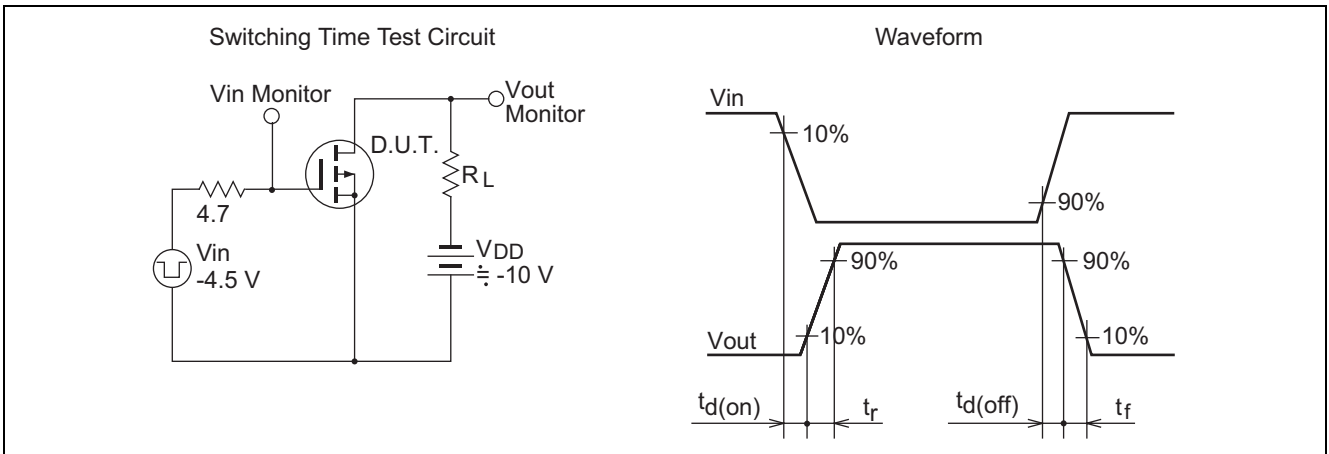 Switching Time Test Circuit
Vin Monitor
Vout
Monitor
D.U.T.
RL
4.7
Vin
-4.5 V
VDD
≒ -10 V
Waveform
Vin
10%
90%
90%
90%
Vout
10%
10%
td(on)
tr
td(off)
tf